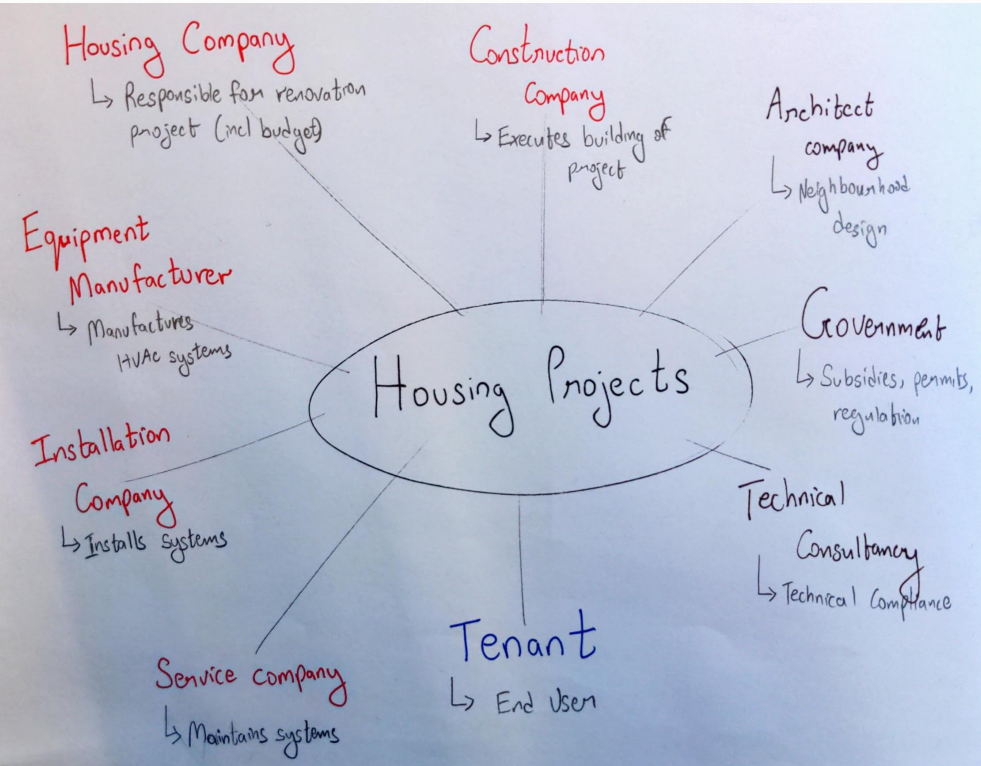 Housing Company
↳ Responsible for renovation
project (incl budget)
Construction
Company
↳ Executes building of
project
Architect
company
↳ Neighbourhood
design
Equipment
Manufacturer
↳ Manufactures
HVAC systems
Government
↳ Subsidies, permits,
regulation
Housing Projects
Installation
Company
↳ Installs systems
Technical
Consultancy
↳ Technical Compliance
Service company
↳ Maintains systems
Tenant
↳ End User